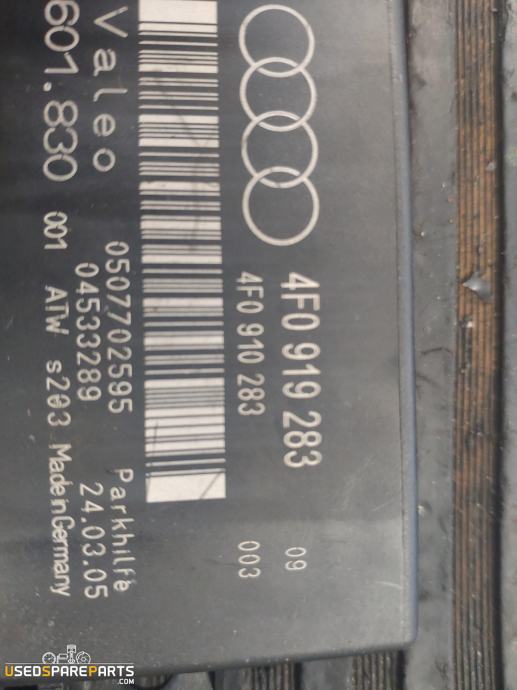 4F0 919 283 09
4F0 910 283 003
0507702595 Parkhilfe
Valeo 04533289 24.03.05
601.830 001 ATW s203 Made in Germany
USEDSPAREPARTS
.COM